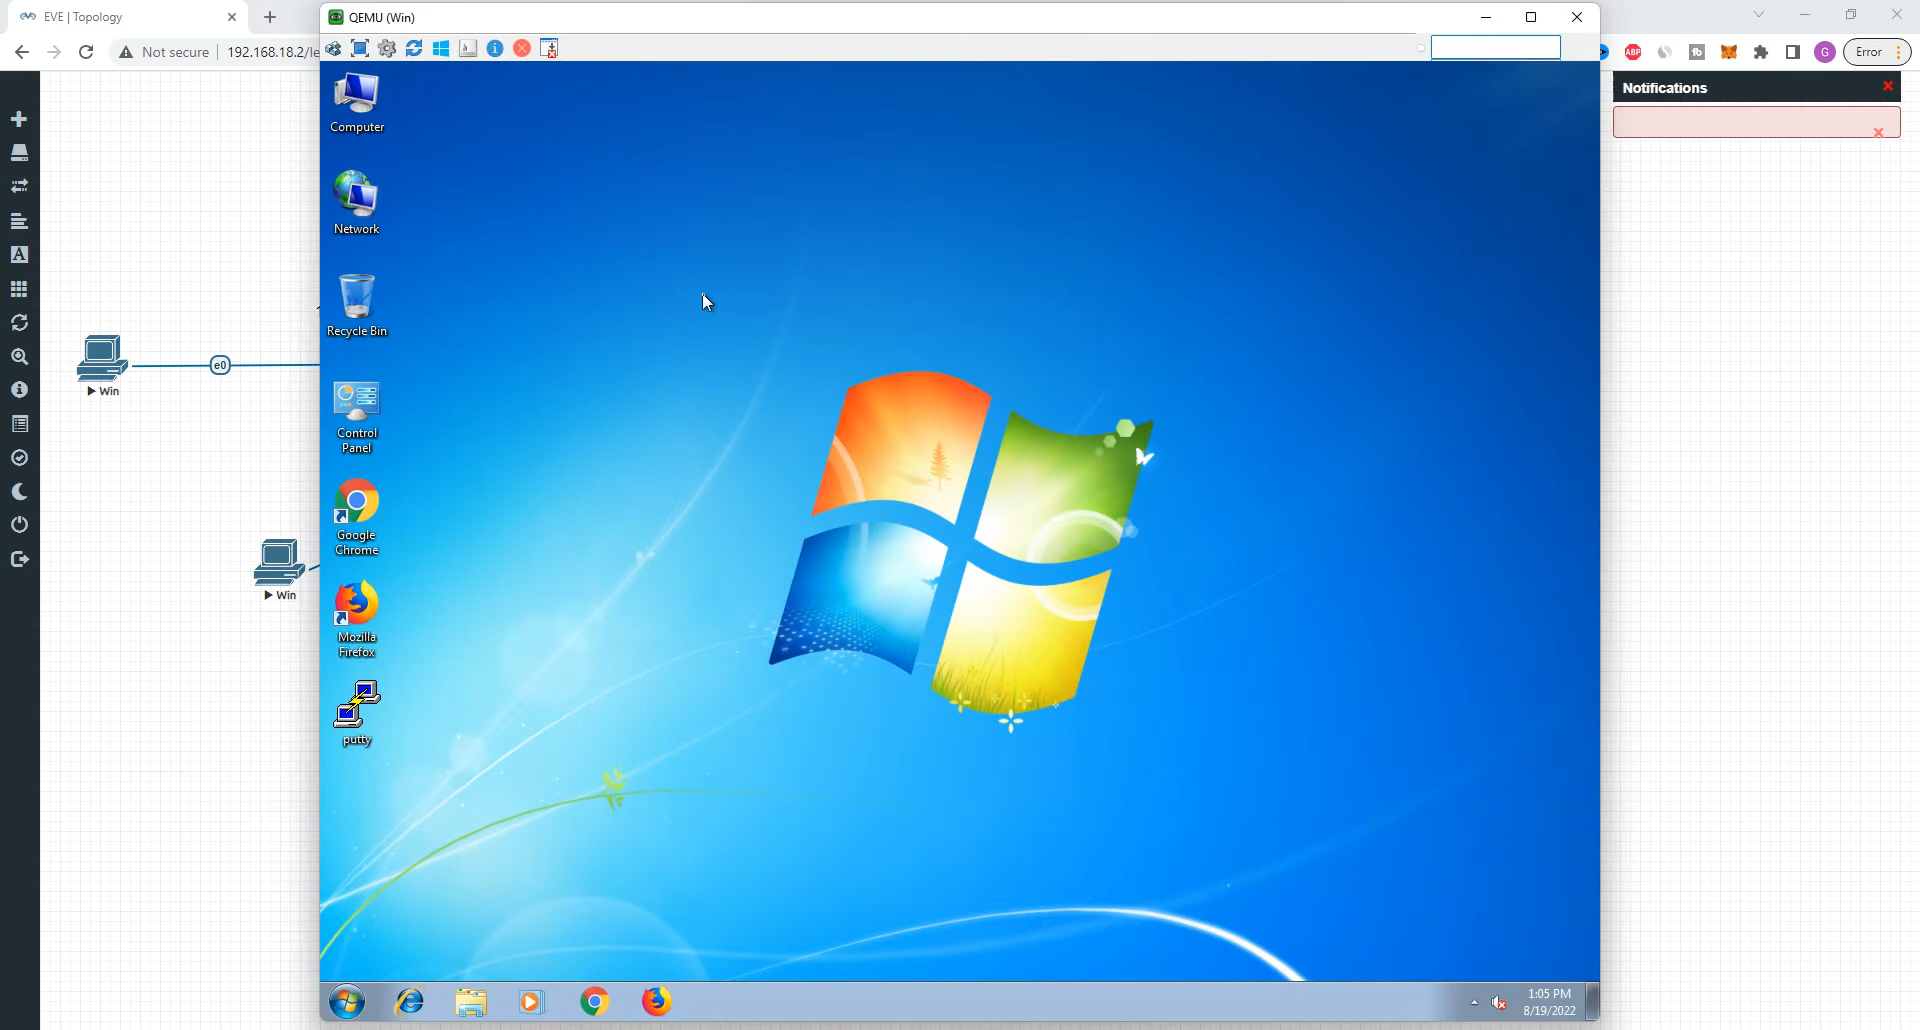 EVE | Topology
QEMU (Win)
Not secure
192.168.18.2/le
ABP
G
Error
Notifications
Computer
Network
Recycle Bin
Control
Panel
Google
Chrome
Mozilla
Firefox
putty
e0
Win
Win
1:05 PM
8/19/2022